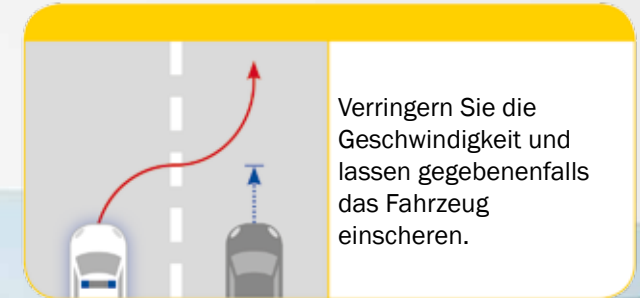 Verringern Sie die
Geschwindigkeit und
lassen gegebenenfalls
das Fahrzeug
einscheren.